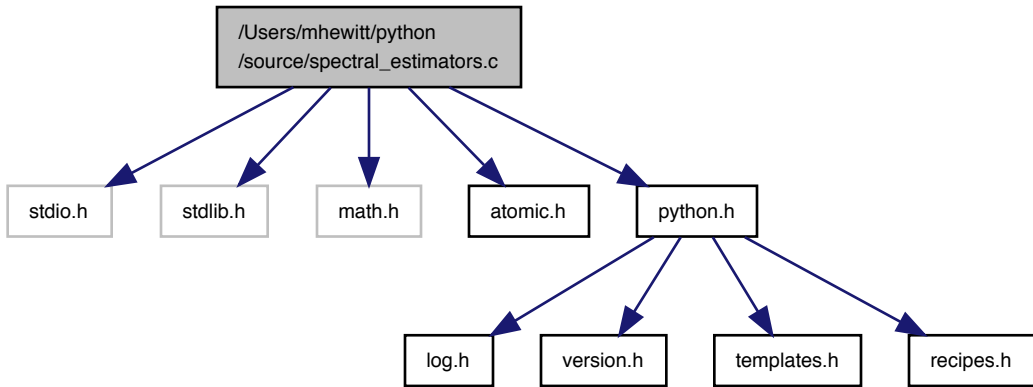 /Users/mhewitt/python
/source/spectral_estimators.c
stdio.h
stdlib.h
math.h
atomic.h
python.h
log.h
version.h
templates.h
recipes.h